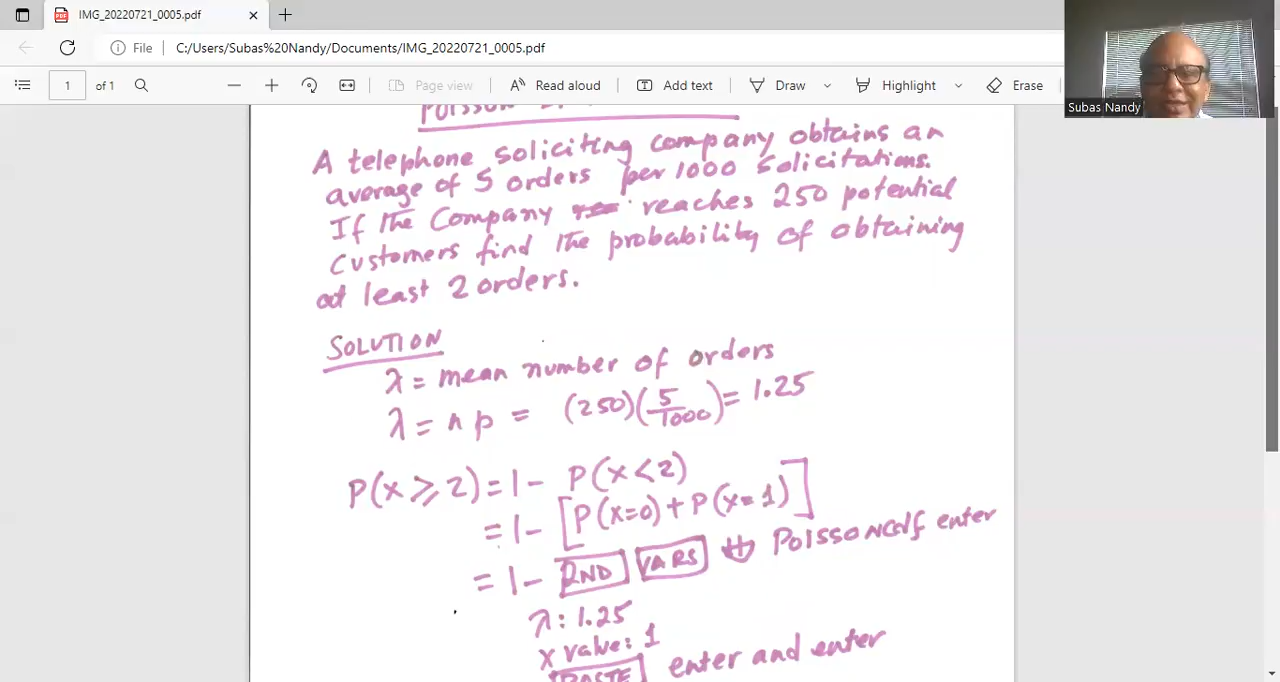 IMG_20220721_0005.pdf
File C:/Users/Subas%20Nandy/Documents/IMG_20220721_0005.pdf
1 of 1 Page view Read aloud Add text Draw Highlight Erase
Subas Nandy
POISSON
A telephone soliciting company obtains an
average of 5 orders per 1000 solicitations.
If the Company reaches 250 potential
Customers find the probability of obtaining
at least 2 orders.
SOLUTION
λ = mean number of orders
λ = n p = (250)(5/1000) = 1.25
P(x ≥ 2) = 1 - P(x < 2)
= 1 - [P(x=0) + P(x=1)]
= 1 - 2ND VARS Poissoncdf enter
λ: 1.25
x value: 1
PASTE enter and enter